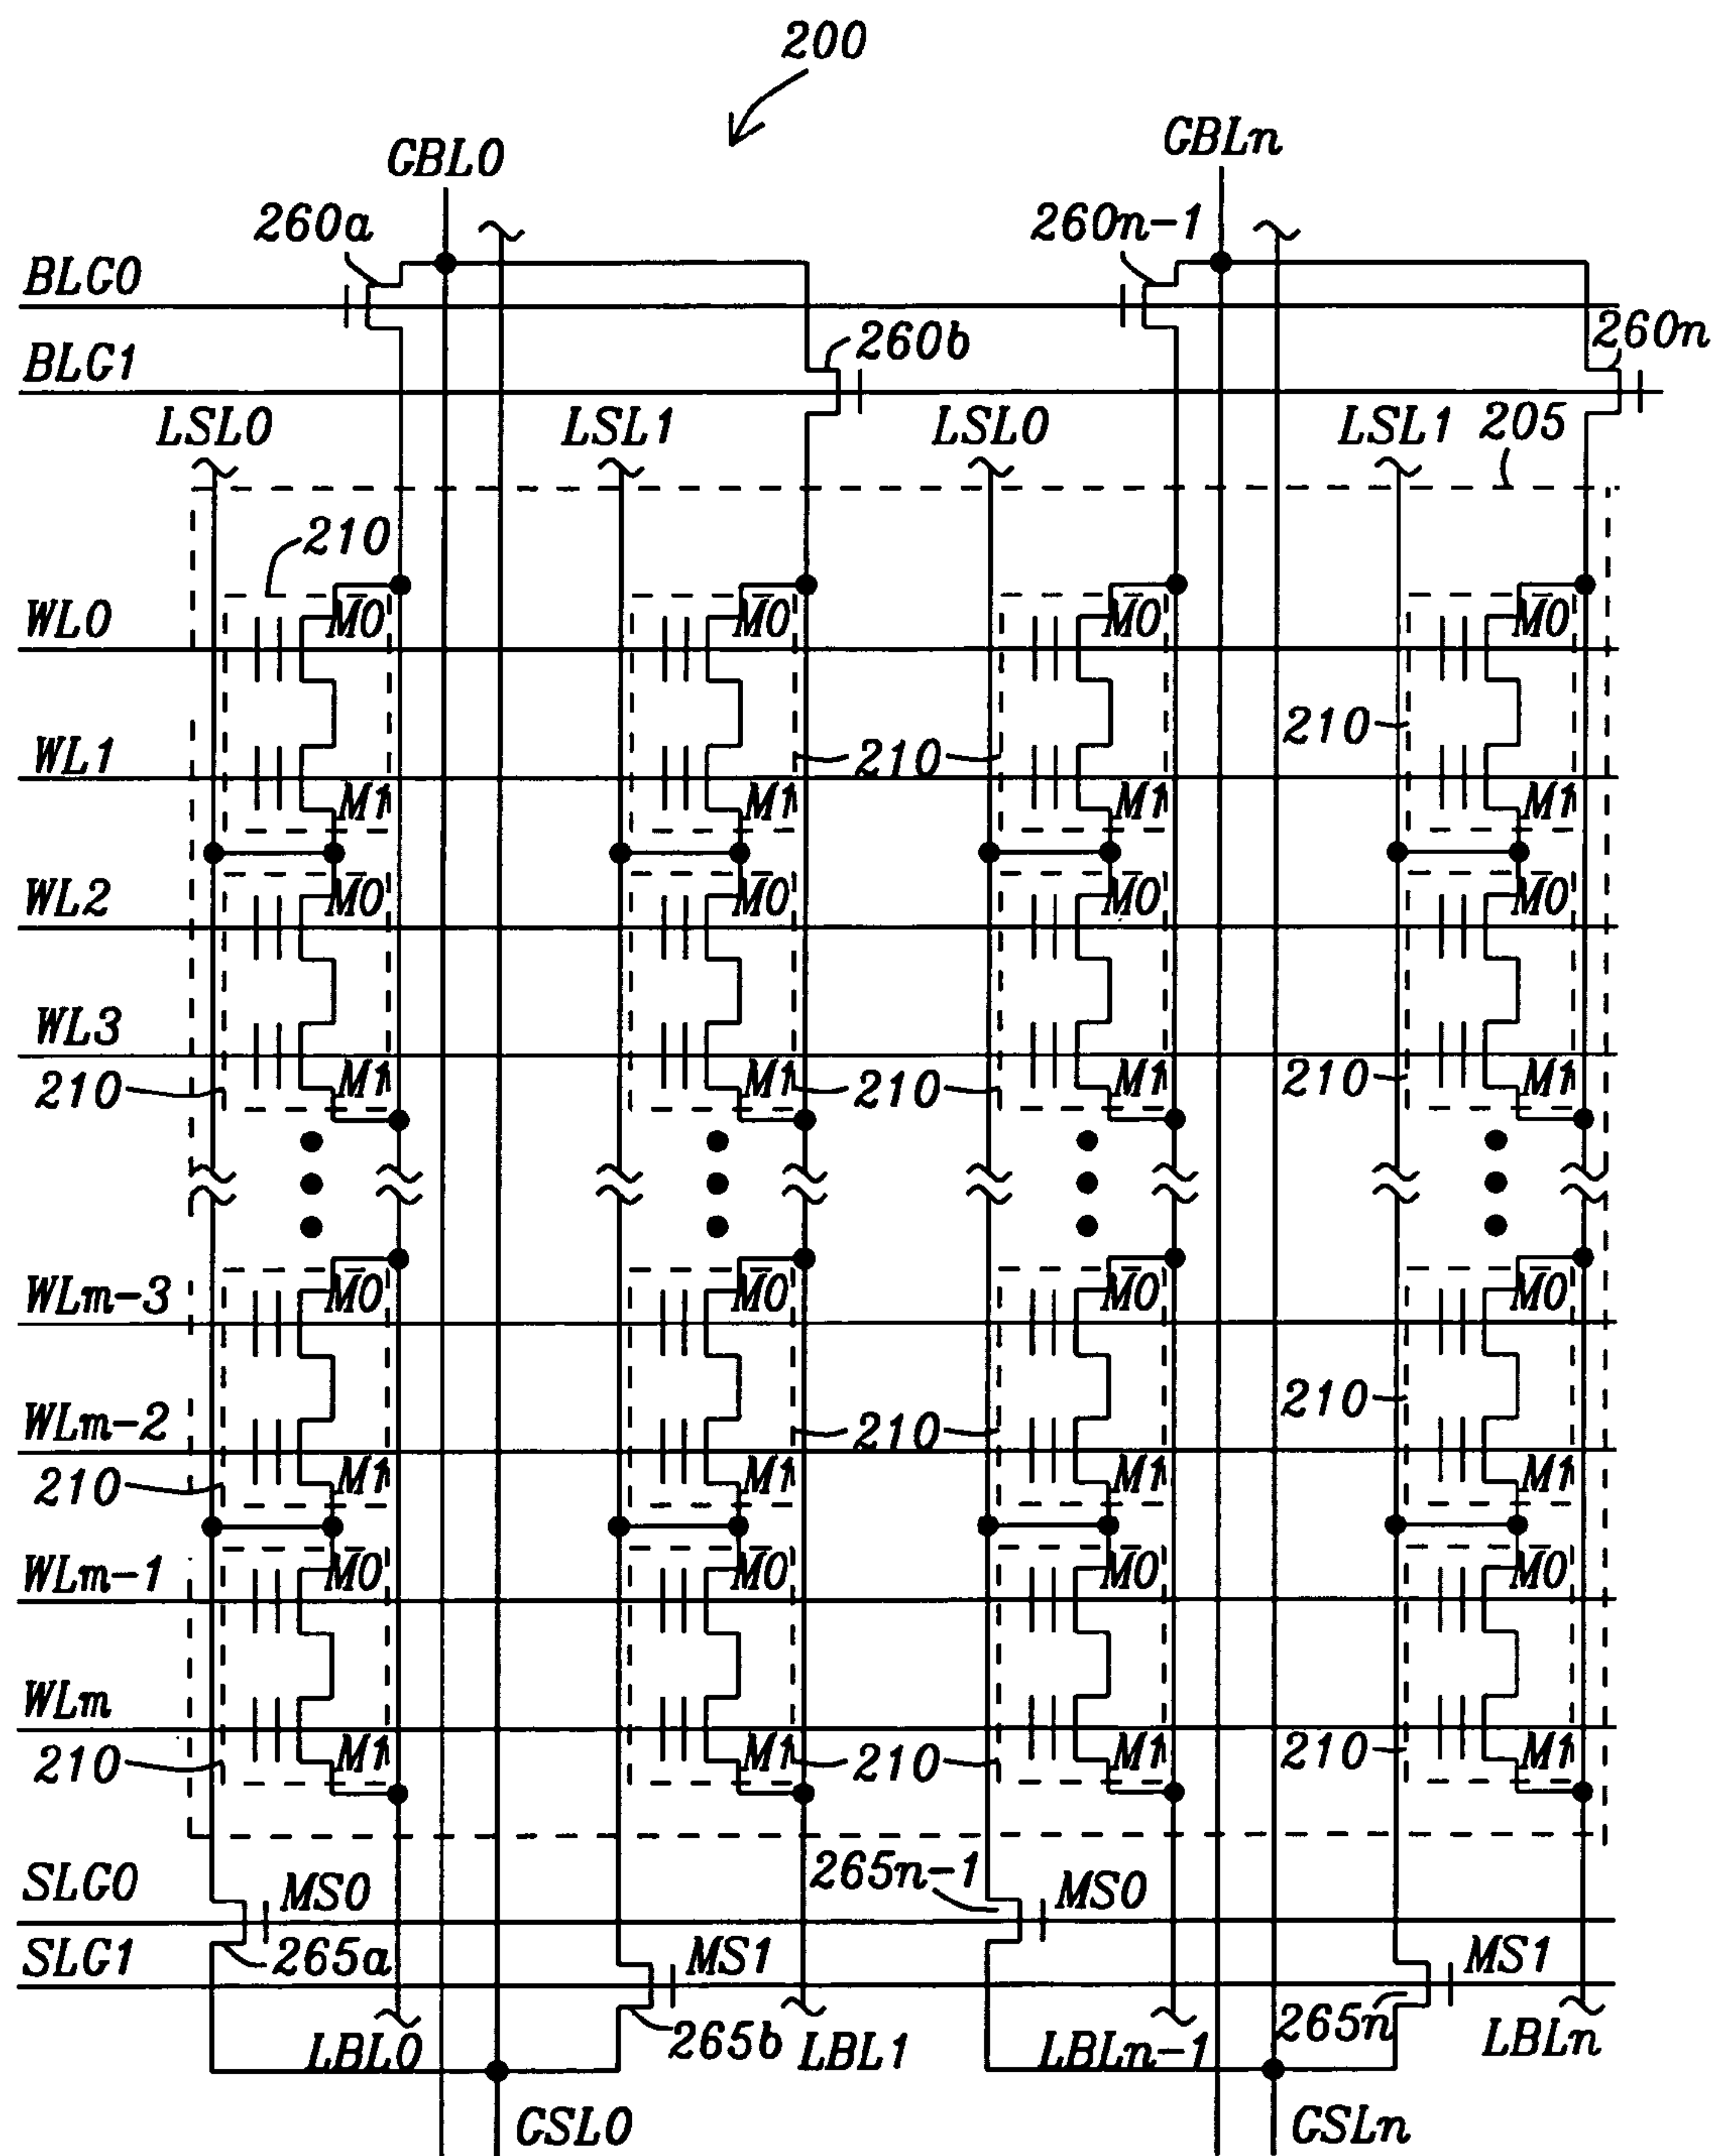 200
GBL0 GBLn
260a 260n-1
BLG0
260b 260n
BLG1
LSL0 LSL1 LSL0 LSL1 205
210
WL0 M0 M0 M0 M0
210
WL1 210
M1 M1 M1 M1
WL2 M0 M0 M0 M0
WL3
210 M1 M1 210 M1 210 M1
WLm-3 M0 M0 M0 M0
210
WLm-2 210
210 M1 M1 M1 M1
WLm-1 M0 M0 M0 M0
WLm
210 M1 M1 210 M1 210 M1
SLG0 MS0 265n-1 MS0
SLG1 265a MS1 MS1
LBL0 265b LBL1 LBLn-1 265n LBLn
GSL0 GSLn